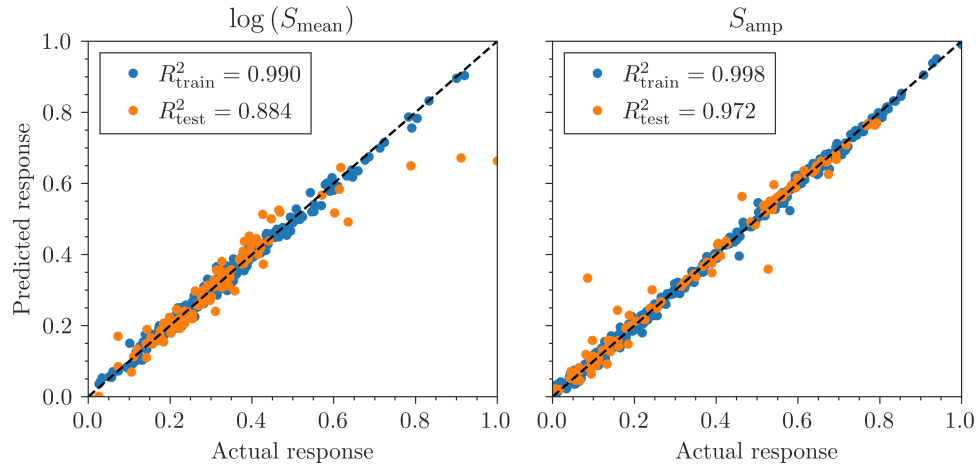 log (S_mean)
R²_train = 0.990
R²_test = 0.884
Predicted response
1.0
0.8
0.6
0.4
0.2
0.0
0.0 0.2 0.4 0.6 0.8 1.0
Actual response
S_amp
R²_train = 0.998
R²_test = 0.972
0.0 0.2 0.4 0.6 0.8 1.0
Actual response